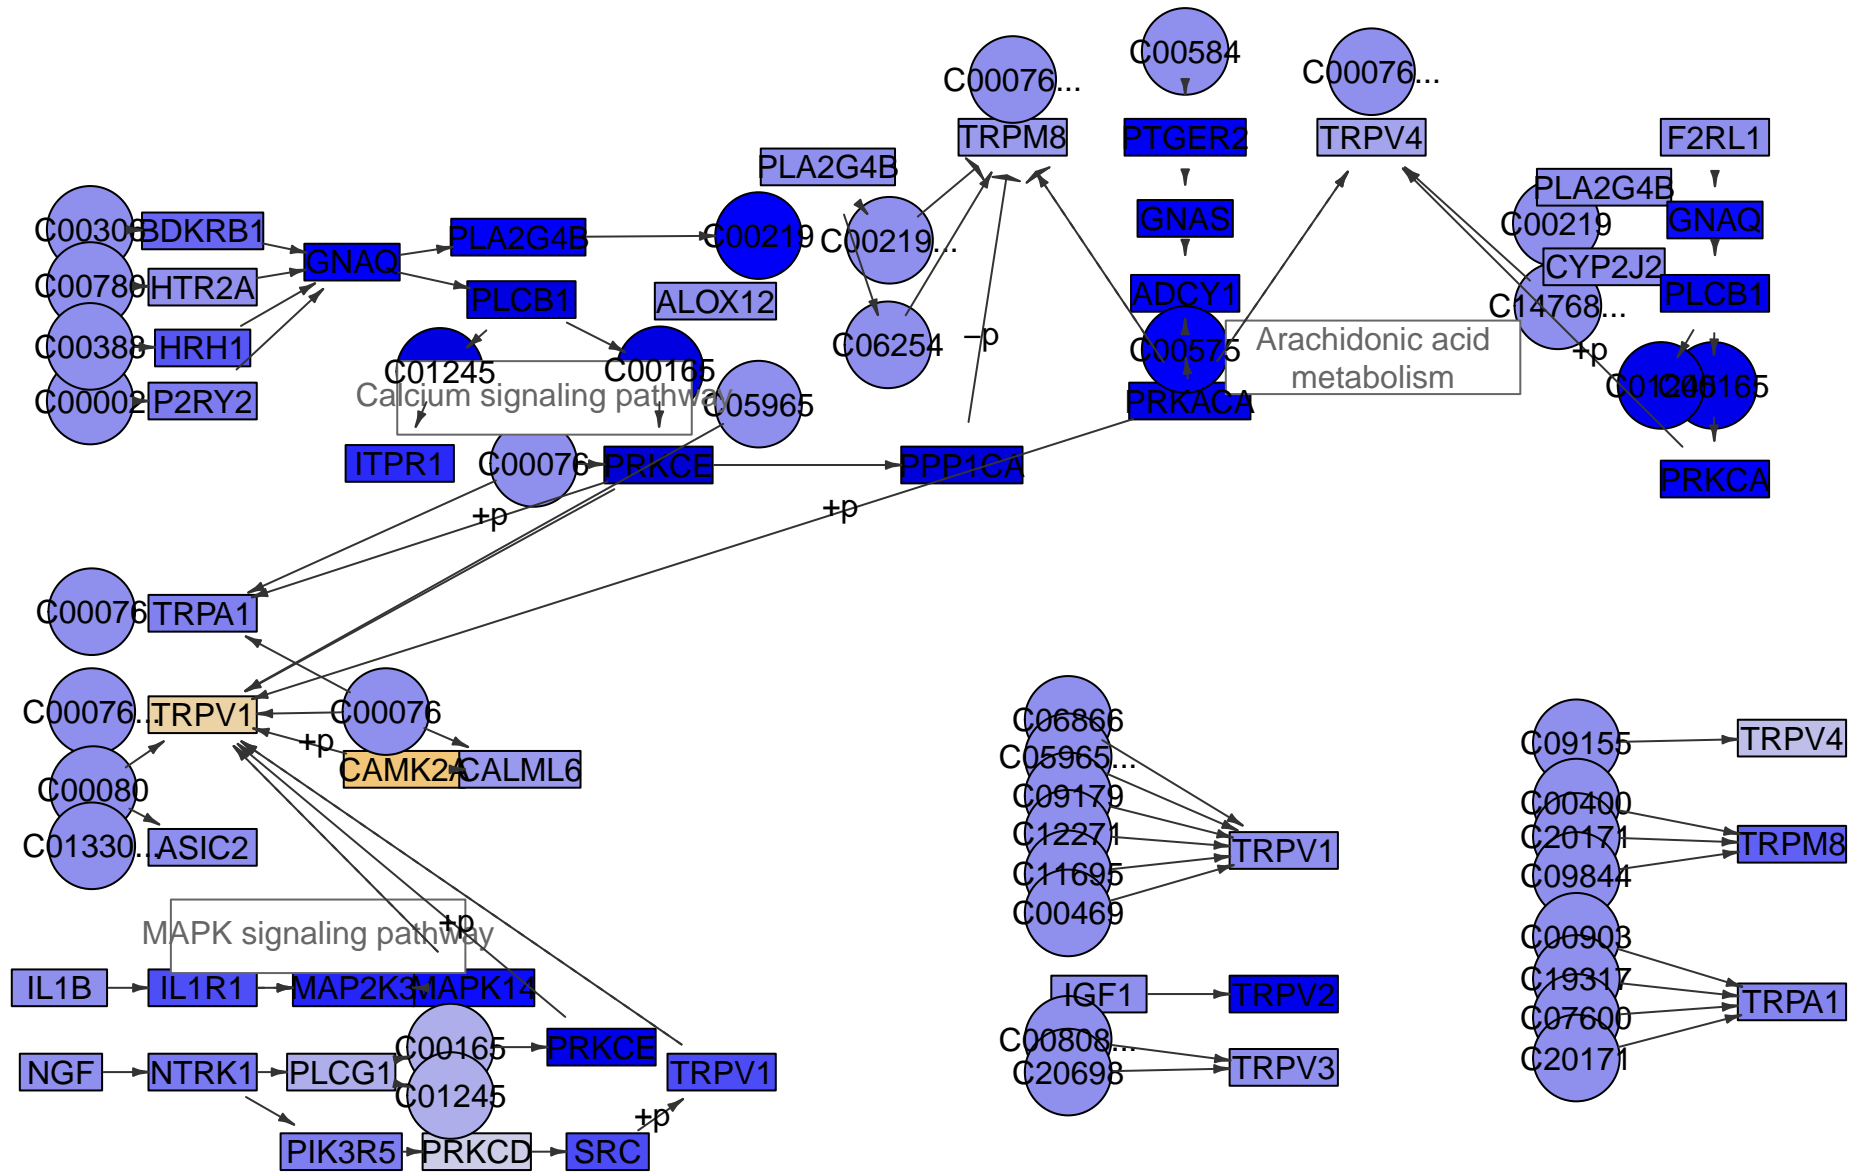 C00584
C00076...
C00076...
TRPM8
PTGER2
TRPV4
F2RL1
PLA2G4B
PLA2G4B
C00306
BDKRB1
PLA2G4B
C00219
C00219...
GNAS
C00219
GNAQ
GNAQ
CYP2J2
C00780
HTR2A
PLCB1
ALOX12
ADCY1
C14768...
PLCB1
C00388
HRH1
C06254
–p
C00575
Arachidonic acid
metabolism
+p
C01245
C00165
Calcium signaling pathway
C00002
P2RY2
C05965
PRKACA
C01245
C00165
ITPR1
C00076
PRKCE
PPP1CA
PRKCA
+p
+p
C00076
TRPA1
C00076...
TRPV1
C00076
+p
CAMK2A
CALML6
C00080
C01330...
ASIC2
C06866
C05965...
C09179
C12271
C11695
C00469
TRPV1
C09155
TRPV4
C00400
C20171
C09844
TRPM8
MAPK signaling pathway
+p
IL1B
IL1R1
MAP2K3
MAPK14
C00903
C19317
C07600
C20171
TRPA1
IGF1
TRPV2
C00808...
C20698
TRPV3
NGF
NTRK1
PLCG1
C00165
PRKCE
C01245
TRPV1
+p
PIK3R5
PRKCD
SRC